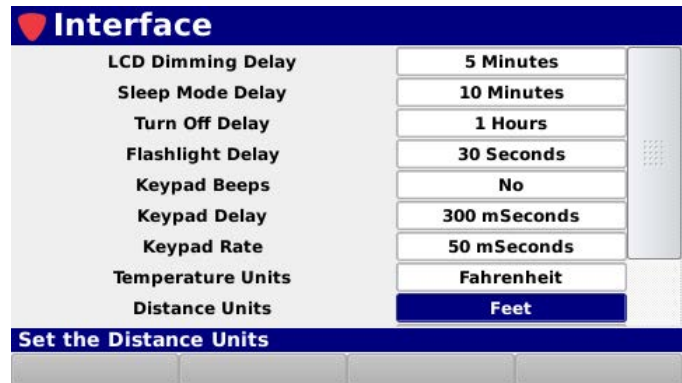 Interface
LCD Dimming Delay 5 Minutes
Sleep Mode Delay 10 Minutes
Turn Off Delay 1 Hours
Flashlight Delay 30 Seconds
Keypad Beeps No
Keypad Delay 300 mSeconds
Keypad Rate 50 mSeconds
Temperature Units Fahrenheit
Distance Units Feet
Set the Distance Units